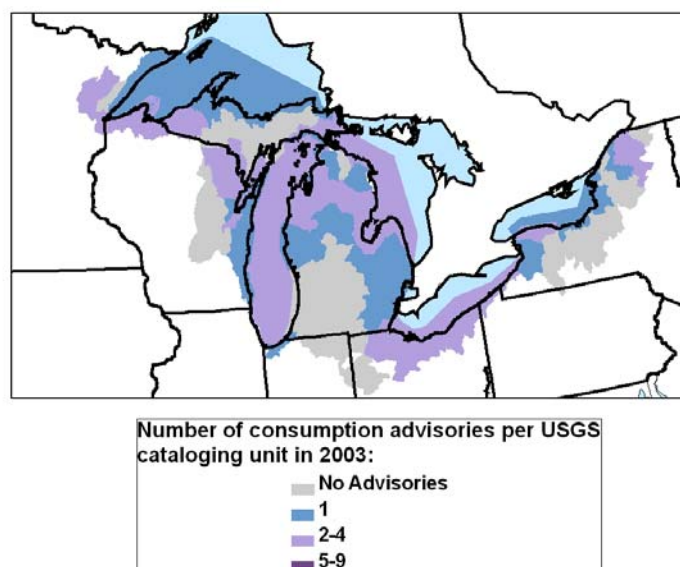 Number of consumption advisories per USGS
cataloging unit in 2003:
No Advisories
1
2-4
5-9